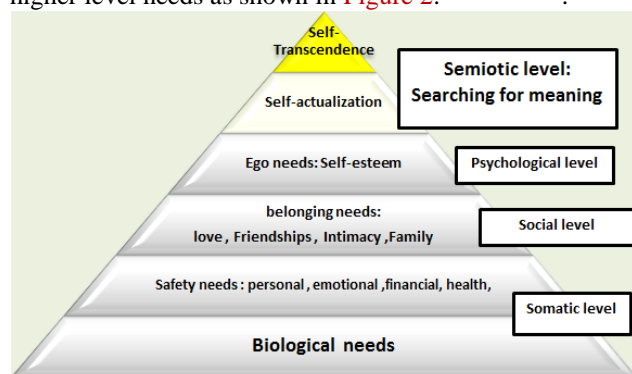 higher level needs as shown in Figure 2.
Self-
Transcendence
Semiotic level:
Searching for meaning
Self-actualization
Ego needs: Self-esteem
Psychological level
belonging needs:
love , Friendships , Intimacy ,Family
Social level
Safety needs : personal , emotional ,financial, health,
Somatic level
Biological needs